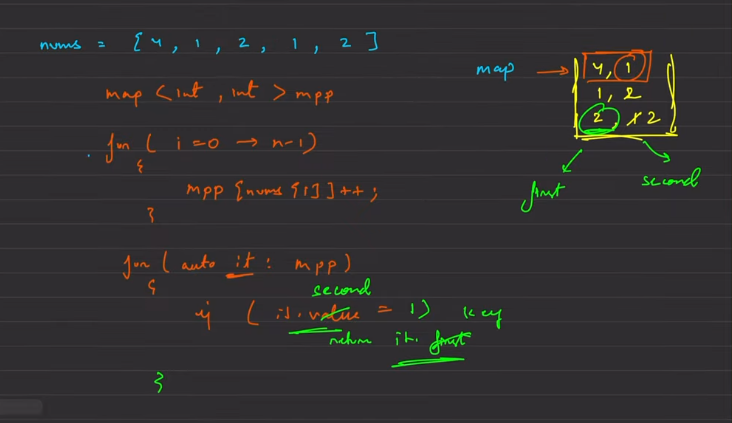 nums = [ 4 , 1 , 2 , 1 , 2 ]
map < int , int > mpp
for ( i = 0 → n-1 )
{
mpp [ nums [i] ] ++ ;
}
for ( auto it : mpp )
{
second
if ( it. value = 1 ) key
return it. first
}
map → 4 , 1
1 , 2
2 , 2
first
second